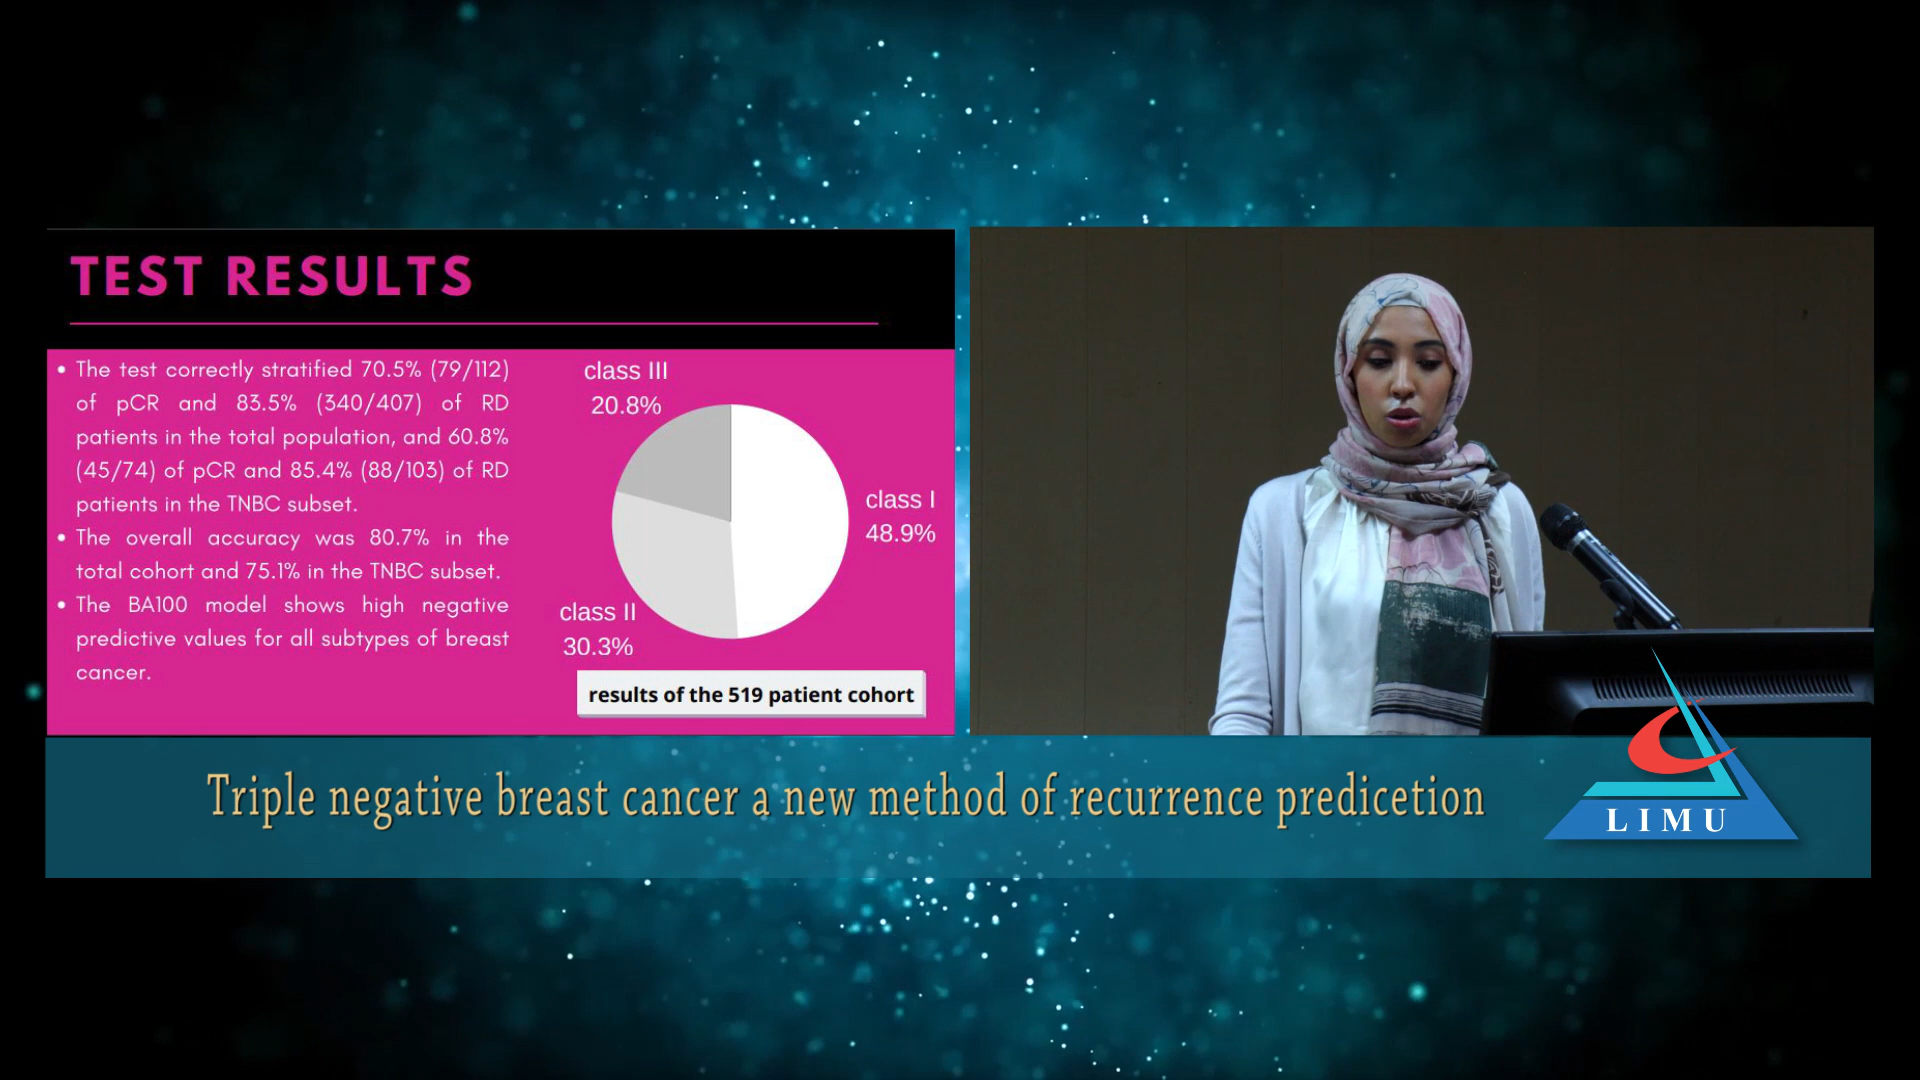 TEST RESULTS
• The test correctly stratified 70.5% (79/112)
of pCR and 83.5% (340/407) of RD
patients in the total population, and 60.8%
(45/74) of pCR and 85.4% (88/103) of RD
patients in the TNBC subset.
• The overall accuracy was 80.7% in the
total cohort and 75.1% in the TNBC subset.
• The BA100 model shows high negative
predictive values for all subtypes of breast
cancer.
class III
20.8%
class I
48.9%
class II
30.3%
results of the 519 patient cohort
Triple negative breast cancer a new method of recurrence predicetion
LIMU